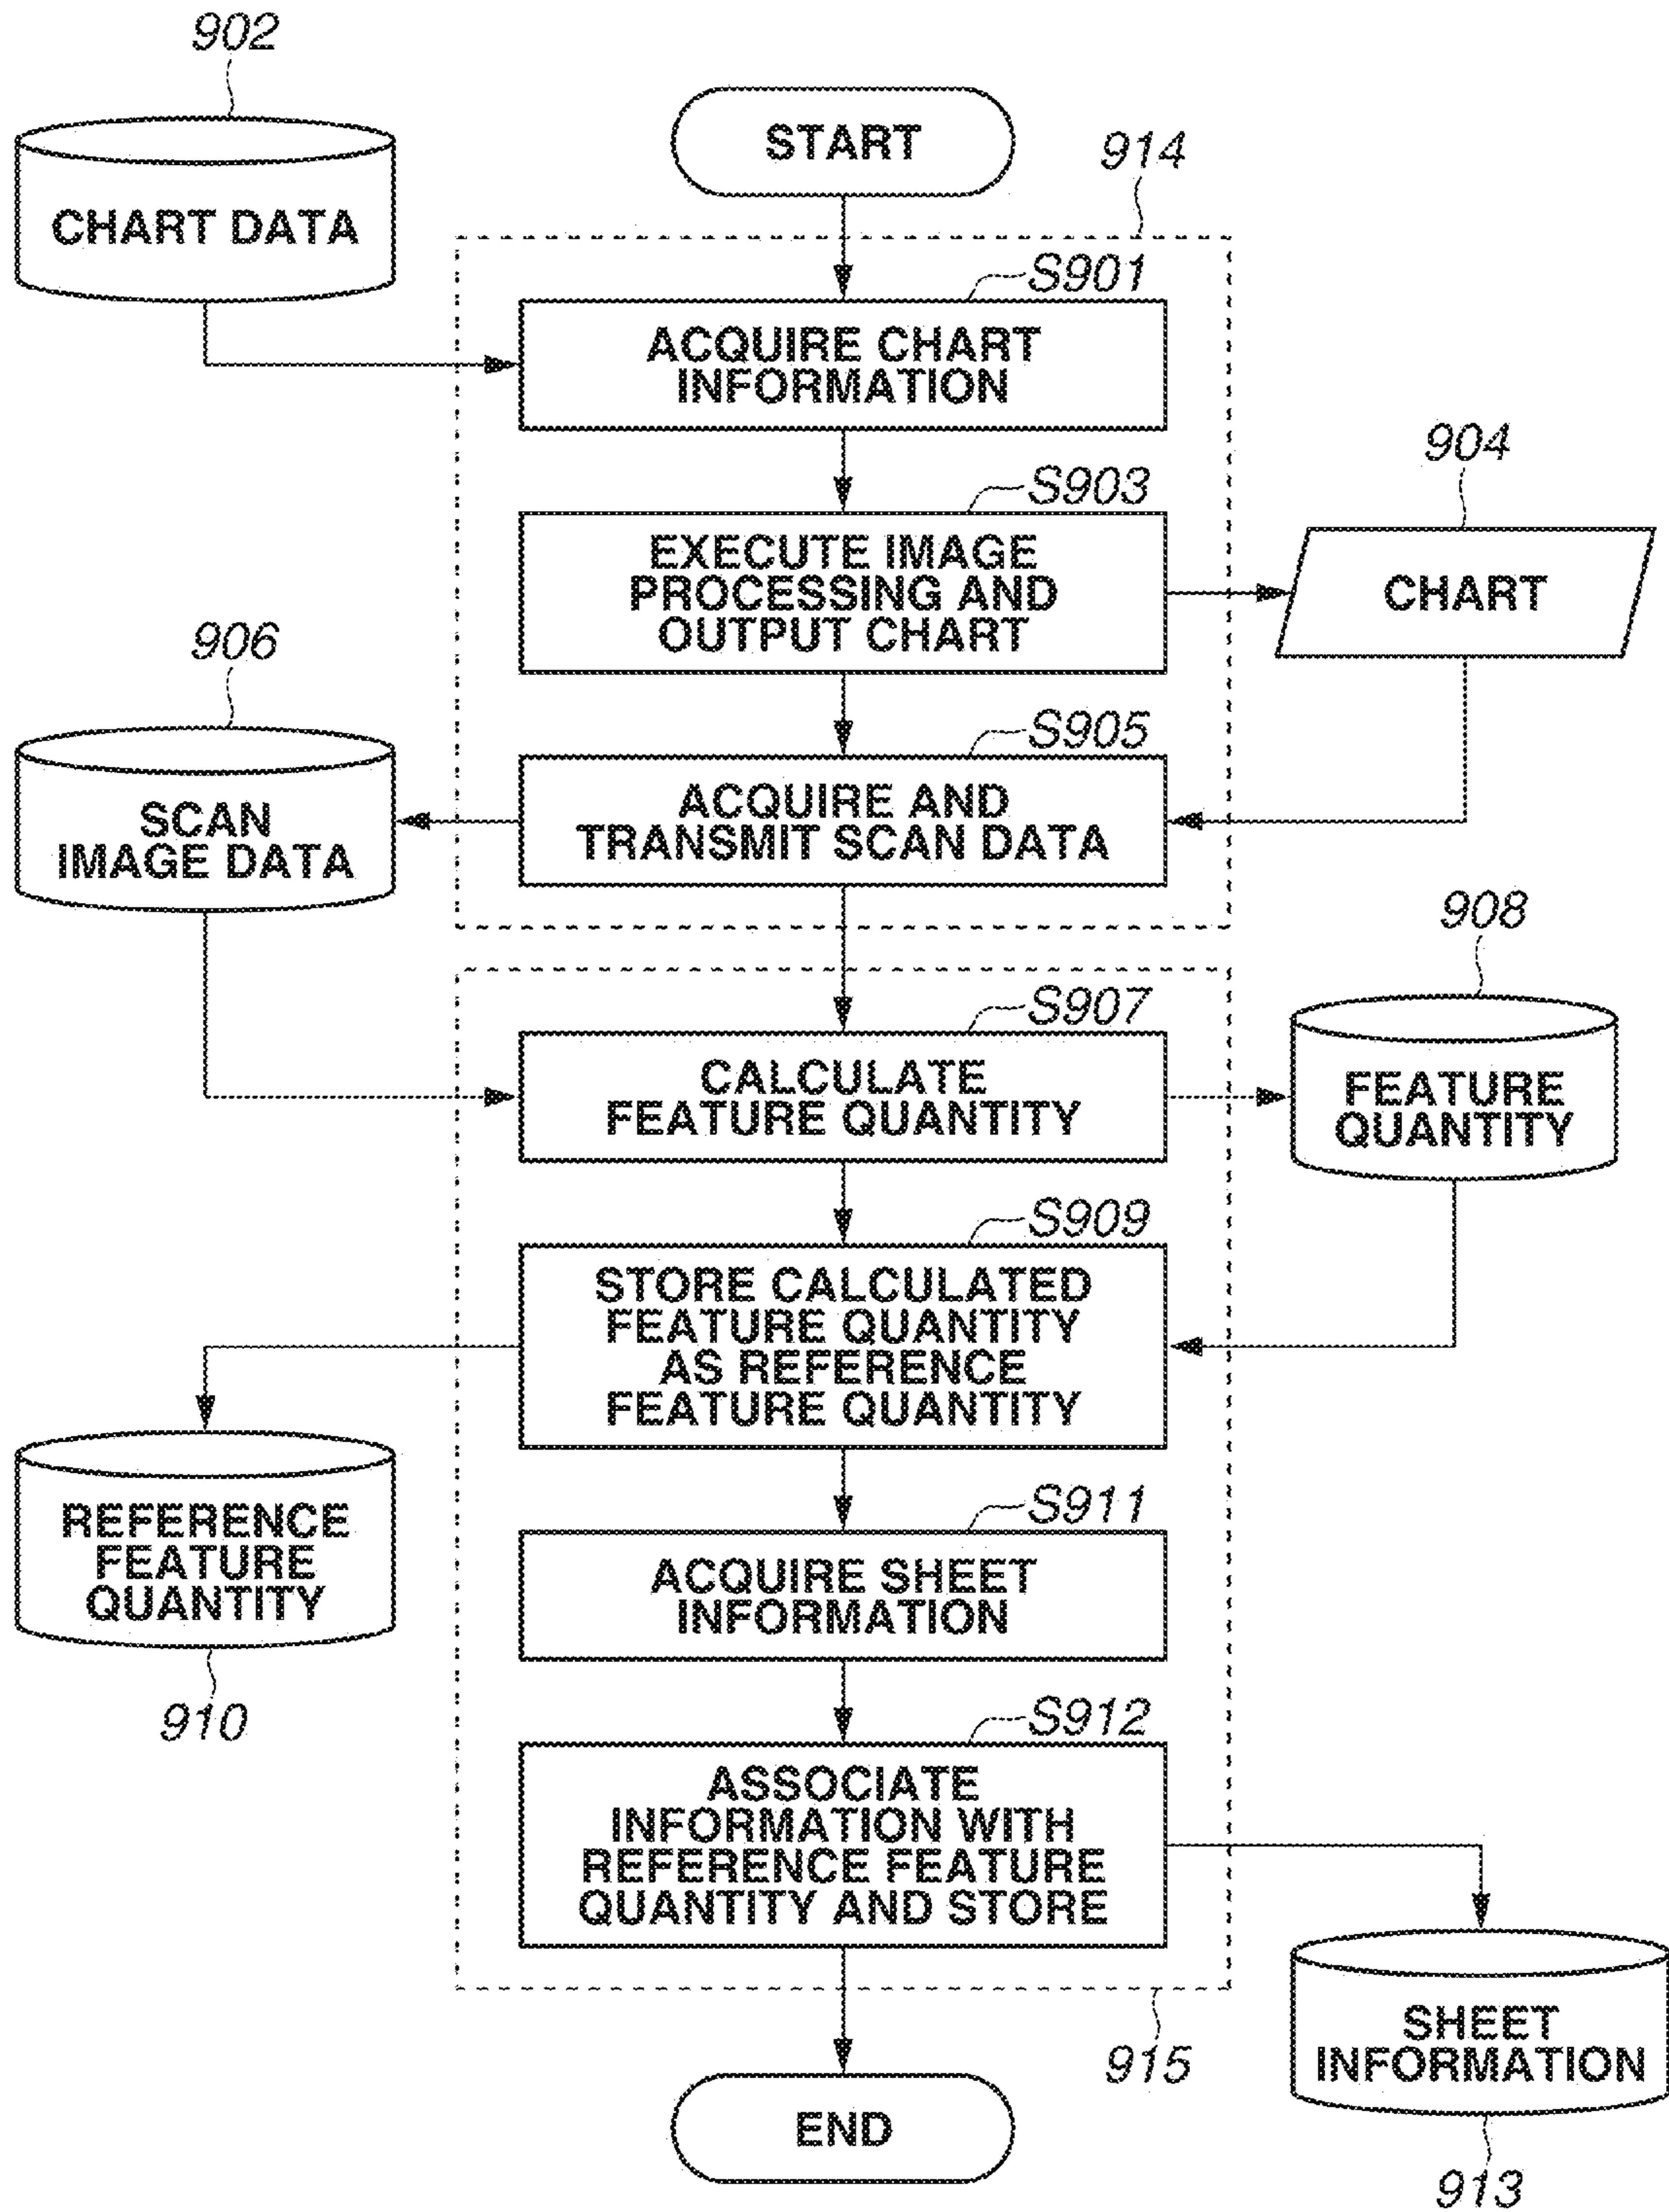 902
CHART DATA
START
914
S901
ACQUIRE CHART
INFORMATION
S903
EXECUTE IMAGE
PROCESSING AND
OUTPUT CHART
904
CHART
906
SCAN
IMAGE DATA
S905
ACQUIRE AND
TRANSMIT SCAN DATA
S907
CALCULATE
FEATURE QUANTITY
908
FEATURE
QUANTITY
S909
STORE CALCULATED
FEATURE QUANTITY
AS REFERENCE
FEATURE QUANTITY
REFERENCE
FEATURE
QUANTITY
910
S911
ACQUIRE SHEET
INFORMATION
S912
ASSOCIATE
INFORMATION WITH
REFERENCE FEATURE
QUANTITY AND STORE
915
SHEET
INFORMATION
913
END